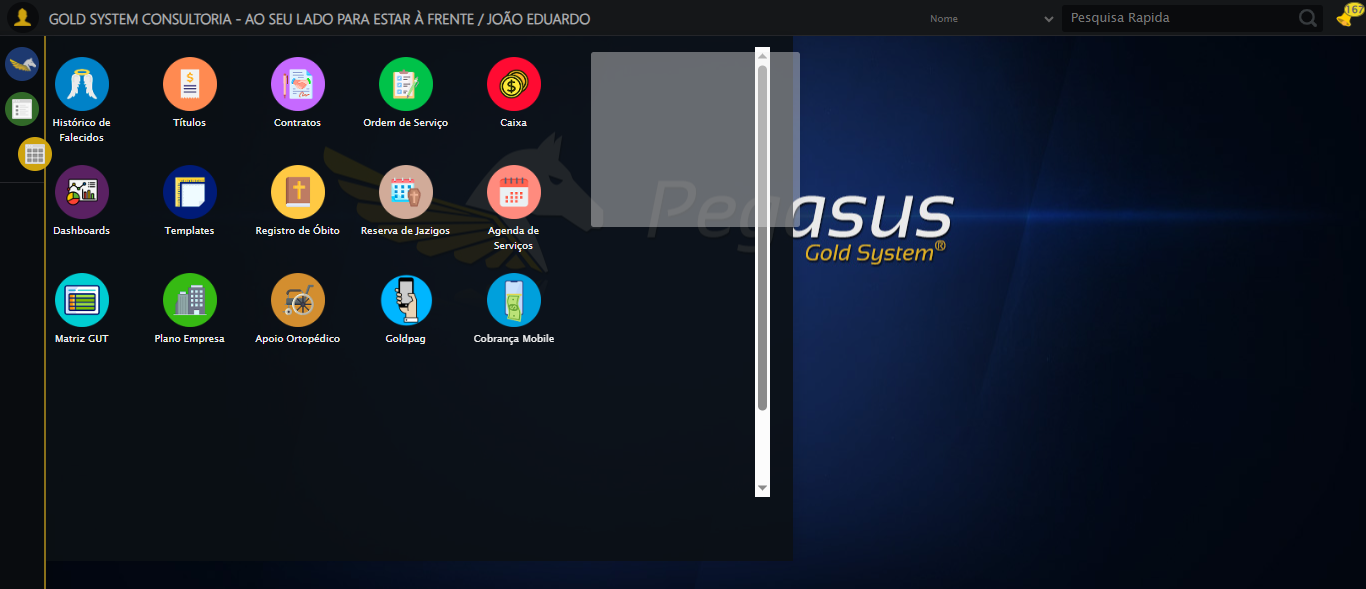 GOLD SYSTEM CONSULTORIA - AO SEU LADO PARA ESTAR À FRENTE / JOÃO EDUARDO
Nome
Pesquisa Rapida
167
Histórico de
Falecidos
Títulos
Contratos
Ordem de Serviço
Caixa
Dashboards
Templates
Registro de Óbito
Reserva de Jazigos
Agenda de
Serviços
Matriz GUT
Plano Empresa
Apoio Ortopédico
Goldpag
Cobrança Mobile
Pegasus
Gold System®